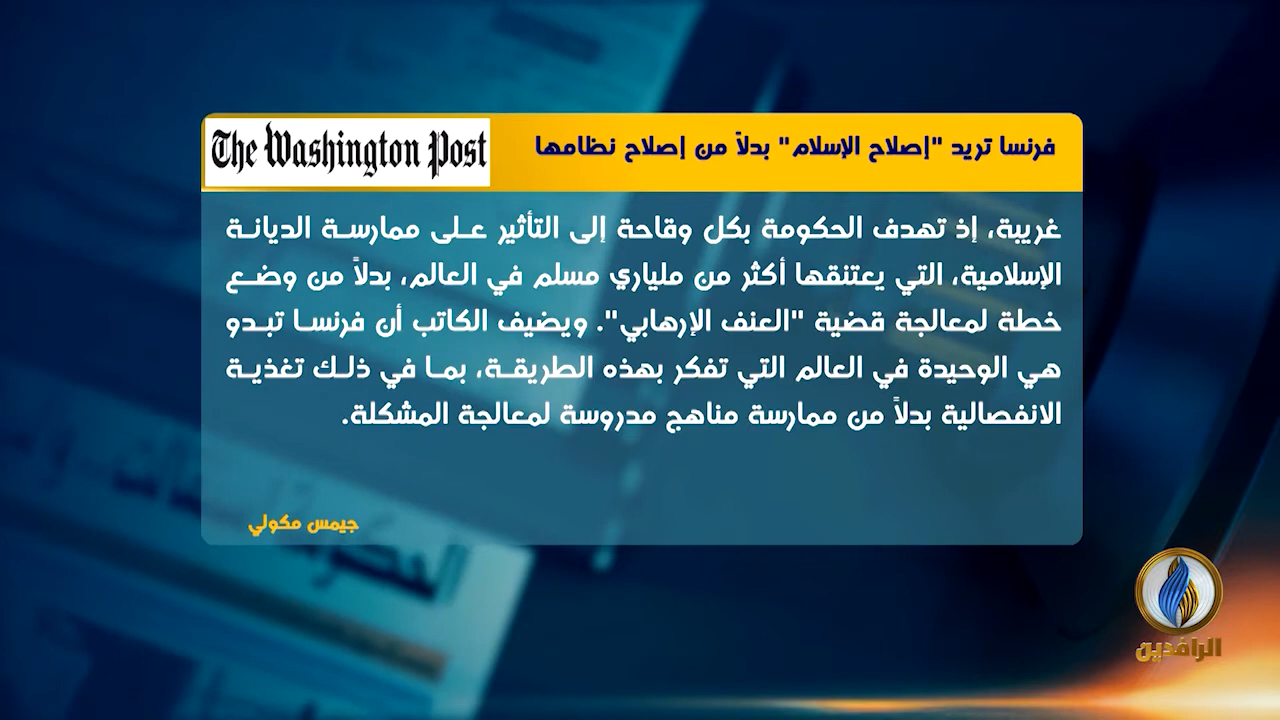 فرنسا تريد "إصلاح الإسلام" بدلاً من إصلاح نظامها
The Washington Post
غريبة، إذ تهدف الحكومة بكل وقاحة إلى التأثير على ممارسة الديانة
الإسلامية، التي يعتنقها أكثر من ملياري مسلم في العالم، بدلاً من وضع
خطة لمعالجة قضية "العنف الإرهابي". ويضيف الكاتب أن فرنسا تبدو
هي الوحيدة في العالم التي تفكر بهذه الطريقة، بما في ذلك تغذية
الانفصالية بدلاً من ممارسة مناهج مدروسة لمعالجة المشكلة.
جيمس مكولي
الرافدين